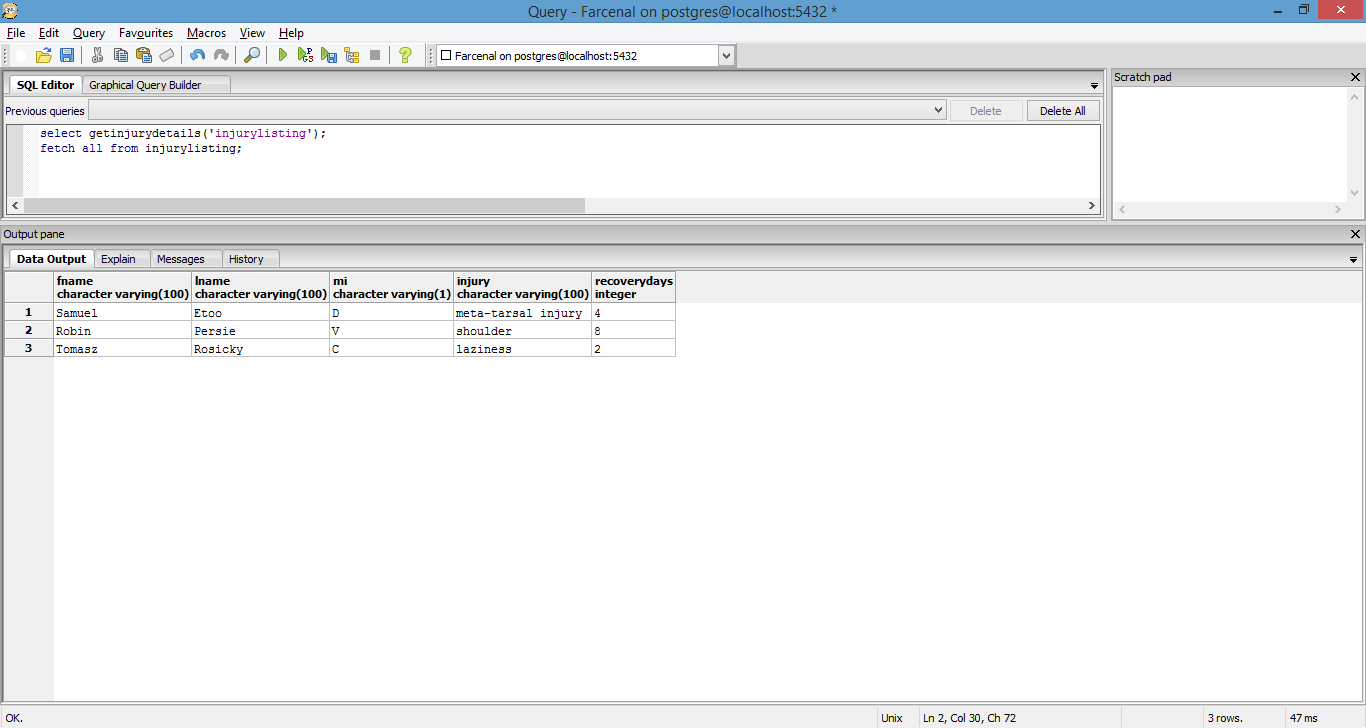 Query - Farcenal on postgres@localhost:5432 *
File Edit Query Favourites Macros View Help
Farcenal on postgres@localhost:5432
SQL Editor Graphical Query Builder
Previous queries Delete Delete All
select getinjurydetails('injurylisting');
fetch all from injurylisting;
Scratch pad
Output pane
Data Output Explain Messages History
fname lname mi injury recoverydays
character varying(100) character varying(100) character varying(1) character varying(100) integer
1 Samuel Etoo D meta-tarsal injury 4
2 Robin Persie V shoulder 8
3 Tomasz Rosicky C laziness 2
OK. Unix Ln 2, Col 30, Ch 72 3 rows. 47 ms